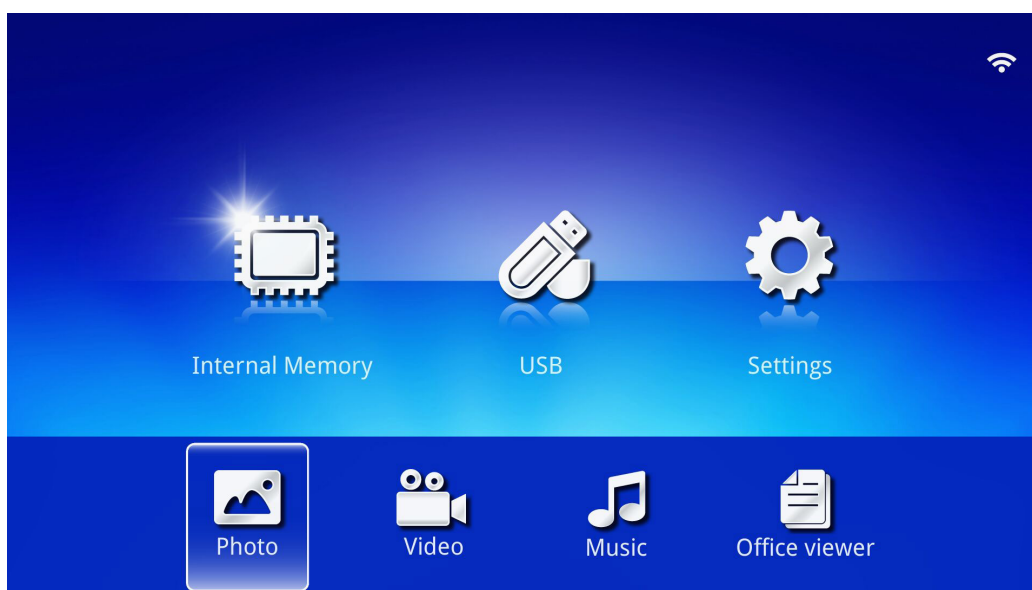 Internal Memory
USB
Settings
Photo
Video
Music
Office viewer